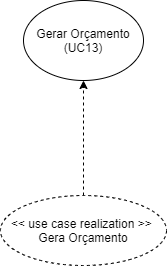 Gerar Orçamento
(UC13)
<< use case realization >>
Gera Orçamento